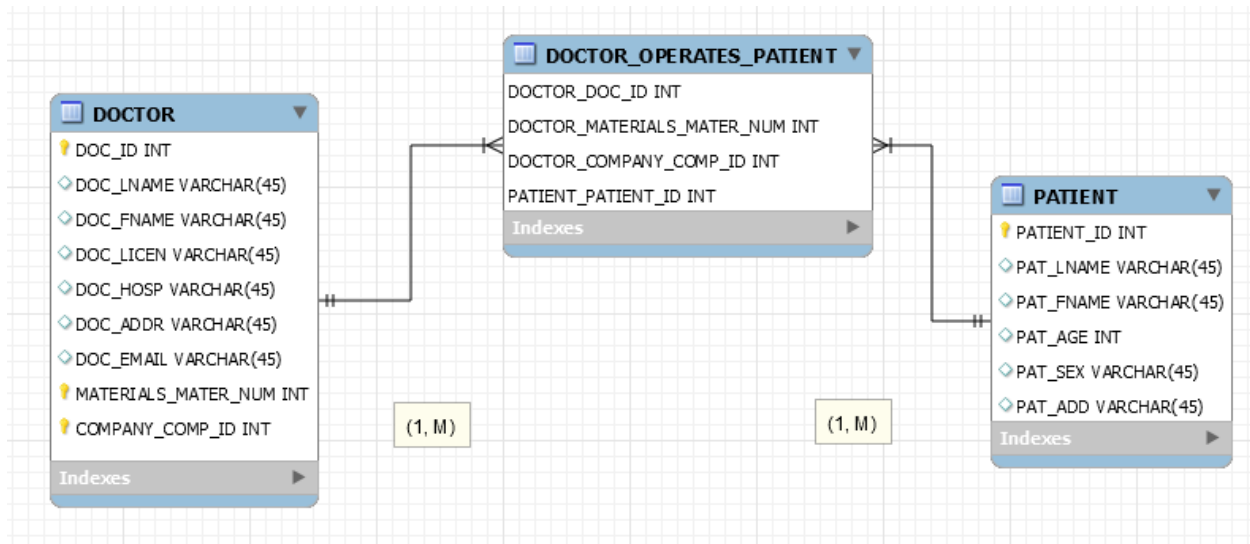 DOCTOR
DOC_ID INT
DOC_LNAME VARCHAR(45)
DOC_FNAME VARCHAR(45)
DOC_LICEN VARCHAR(45)
DOC_HOSP VARCHAR(45)
DOC_ADDR VARCHAR(45)
DOC_EMAIL VARCHAR(45)
MATERIALS_MATER_NUM INT
COMPANY_COMP_ID INT
Indexes
(1, M)
DOCTOR_OPERATES_PATIENT
DOCTOR_DOC_ID INT
DOCTOR_MATERIALS_MATER_NUM INT
DOCTOR_COMPANY_COMP_ID INT
PATIENT_PATIENT_ID INT
Indexes
(1, M)
PATIENT
PATIENT_ID INT
PAT_LNAME VARCHAR(45)
PAT_FNAME VARCHAR(45)
PAT_AGE INT
PAT_SEX VARCHAR(45)
PAT_ADD VARCHAR(45)
Indexes